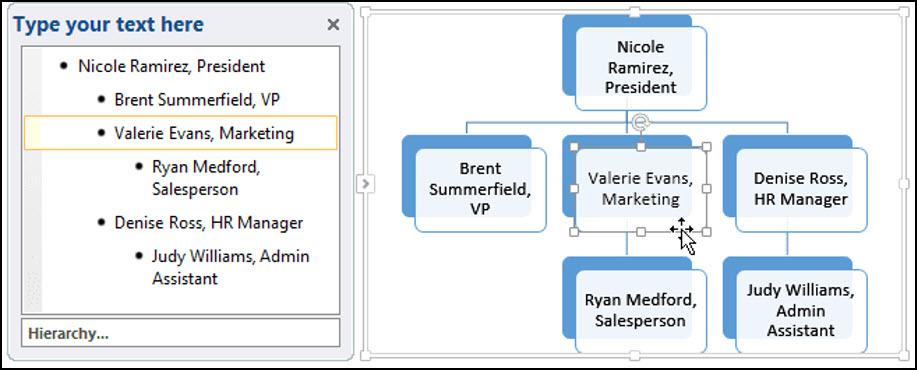 Type your text here
Nicole Ramirez, President
Brent Summerfield, VP
Valerie Evans, Marketing
Ryan Medford,
Salesperson
Denise Ross, HR Manager
Judy Williams, Admin
Assistant
Hierarchy...
Nicole
Ramirez,
President
Brent
Summerfield,
VP
Valerie Evans,
Marketing
Denise Ross,
HR Manager
Ryan Medford,
Salesperson
Judy Williams,
Admin
Assistant